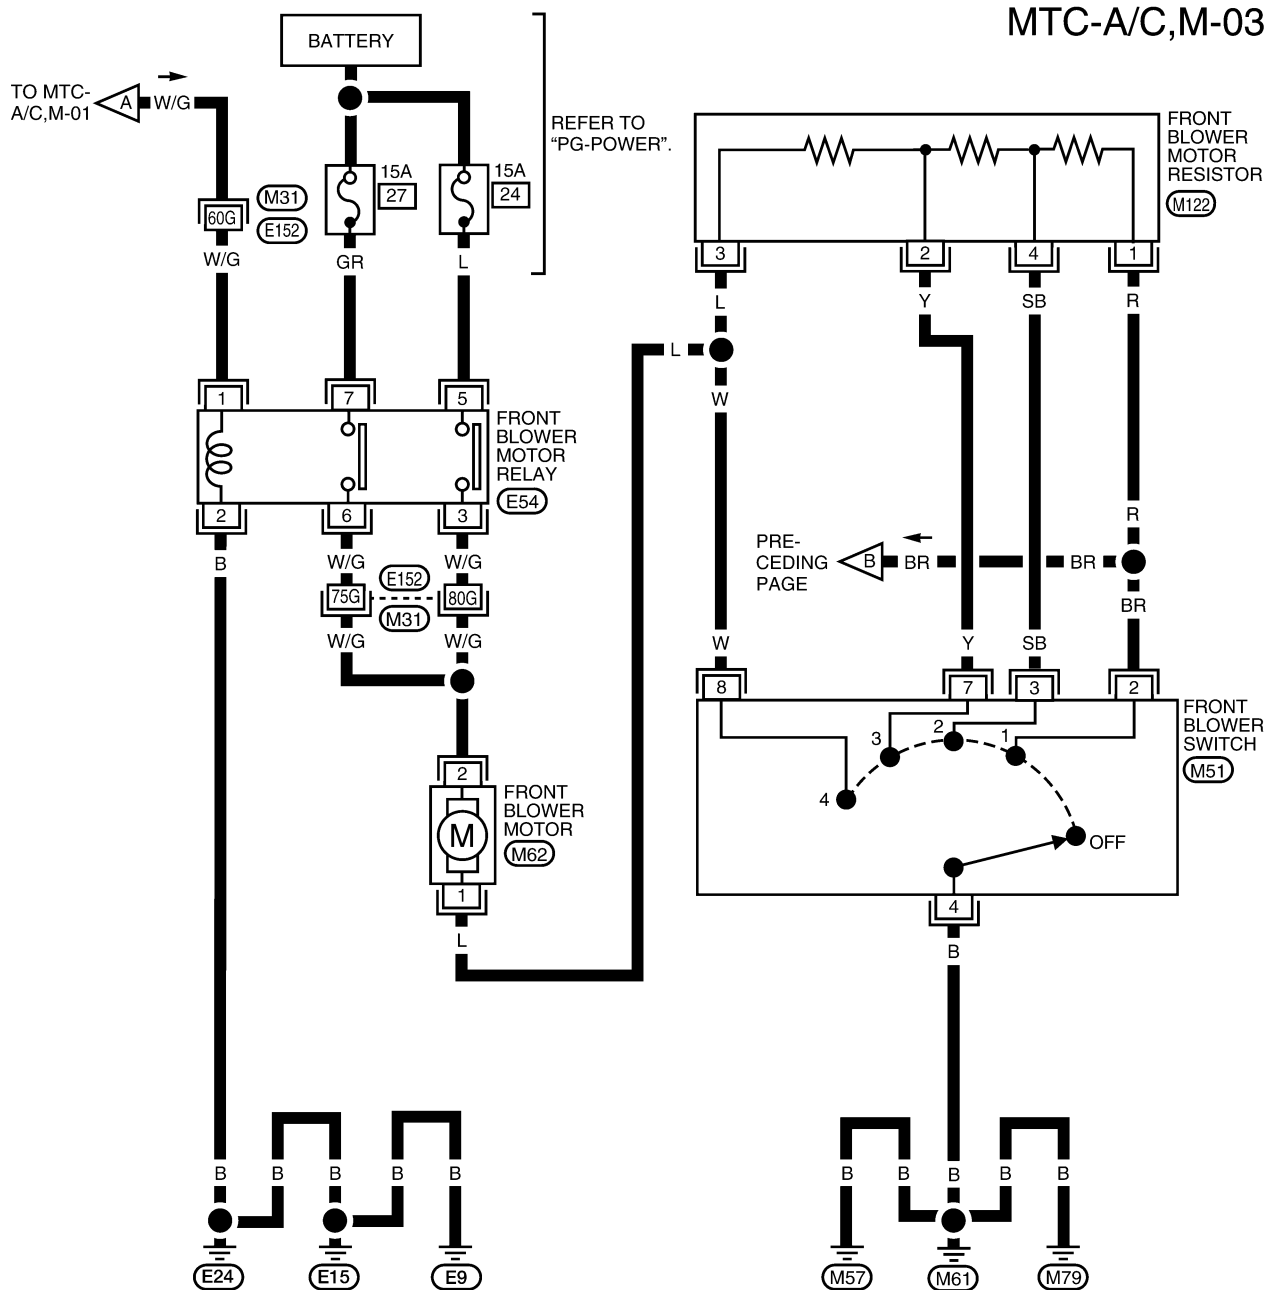 MTC-A/C,M-03
BATTERY
TO MTC-
A/C,M-01
A
W/G
REFER TO
“PG-POWER”.
15A
27
15A
24
60G
M31
E152
W/G
GR
L
1
7
5
FRONT
BLOWER
MOTOR
RELAY
E54
2
6
3
B
W/G
W/G
75G
E152
M31
80G
W/G
W/G
2
M
FRONT
BLOWER
MOTOR
M62
1
L
FRONT
BLOWER
MOTOR
RESISTOR
M122
3
2
4
1
L
Y
SB
R
L
W
R
PRE-
CEDING
PAGE
B
BR
BR
BR
W
Y
SB
8
7
3
2
FRONT
BLOWER
SWITCH
M51
4
3
2
1
OFF
4
B
B
B
B
B
B
E24
E15
E9
B
B
B
B
B
M57
M61
M79